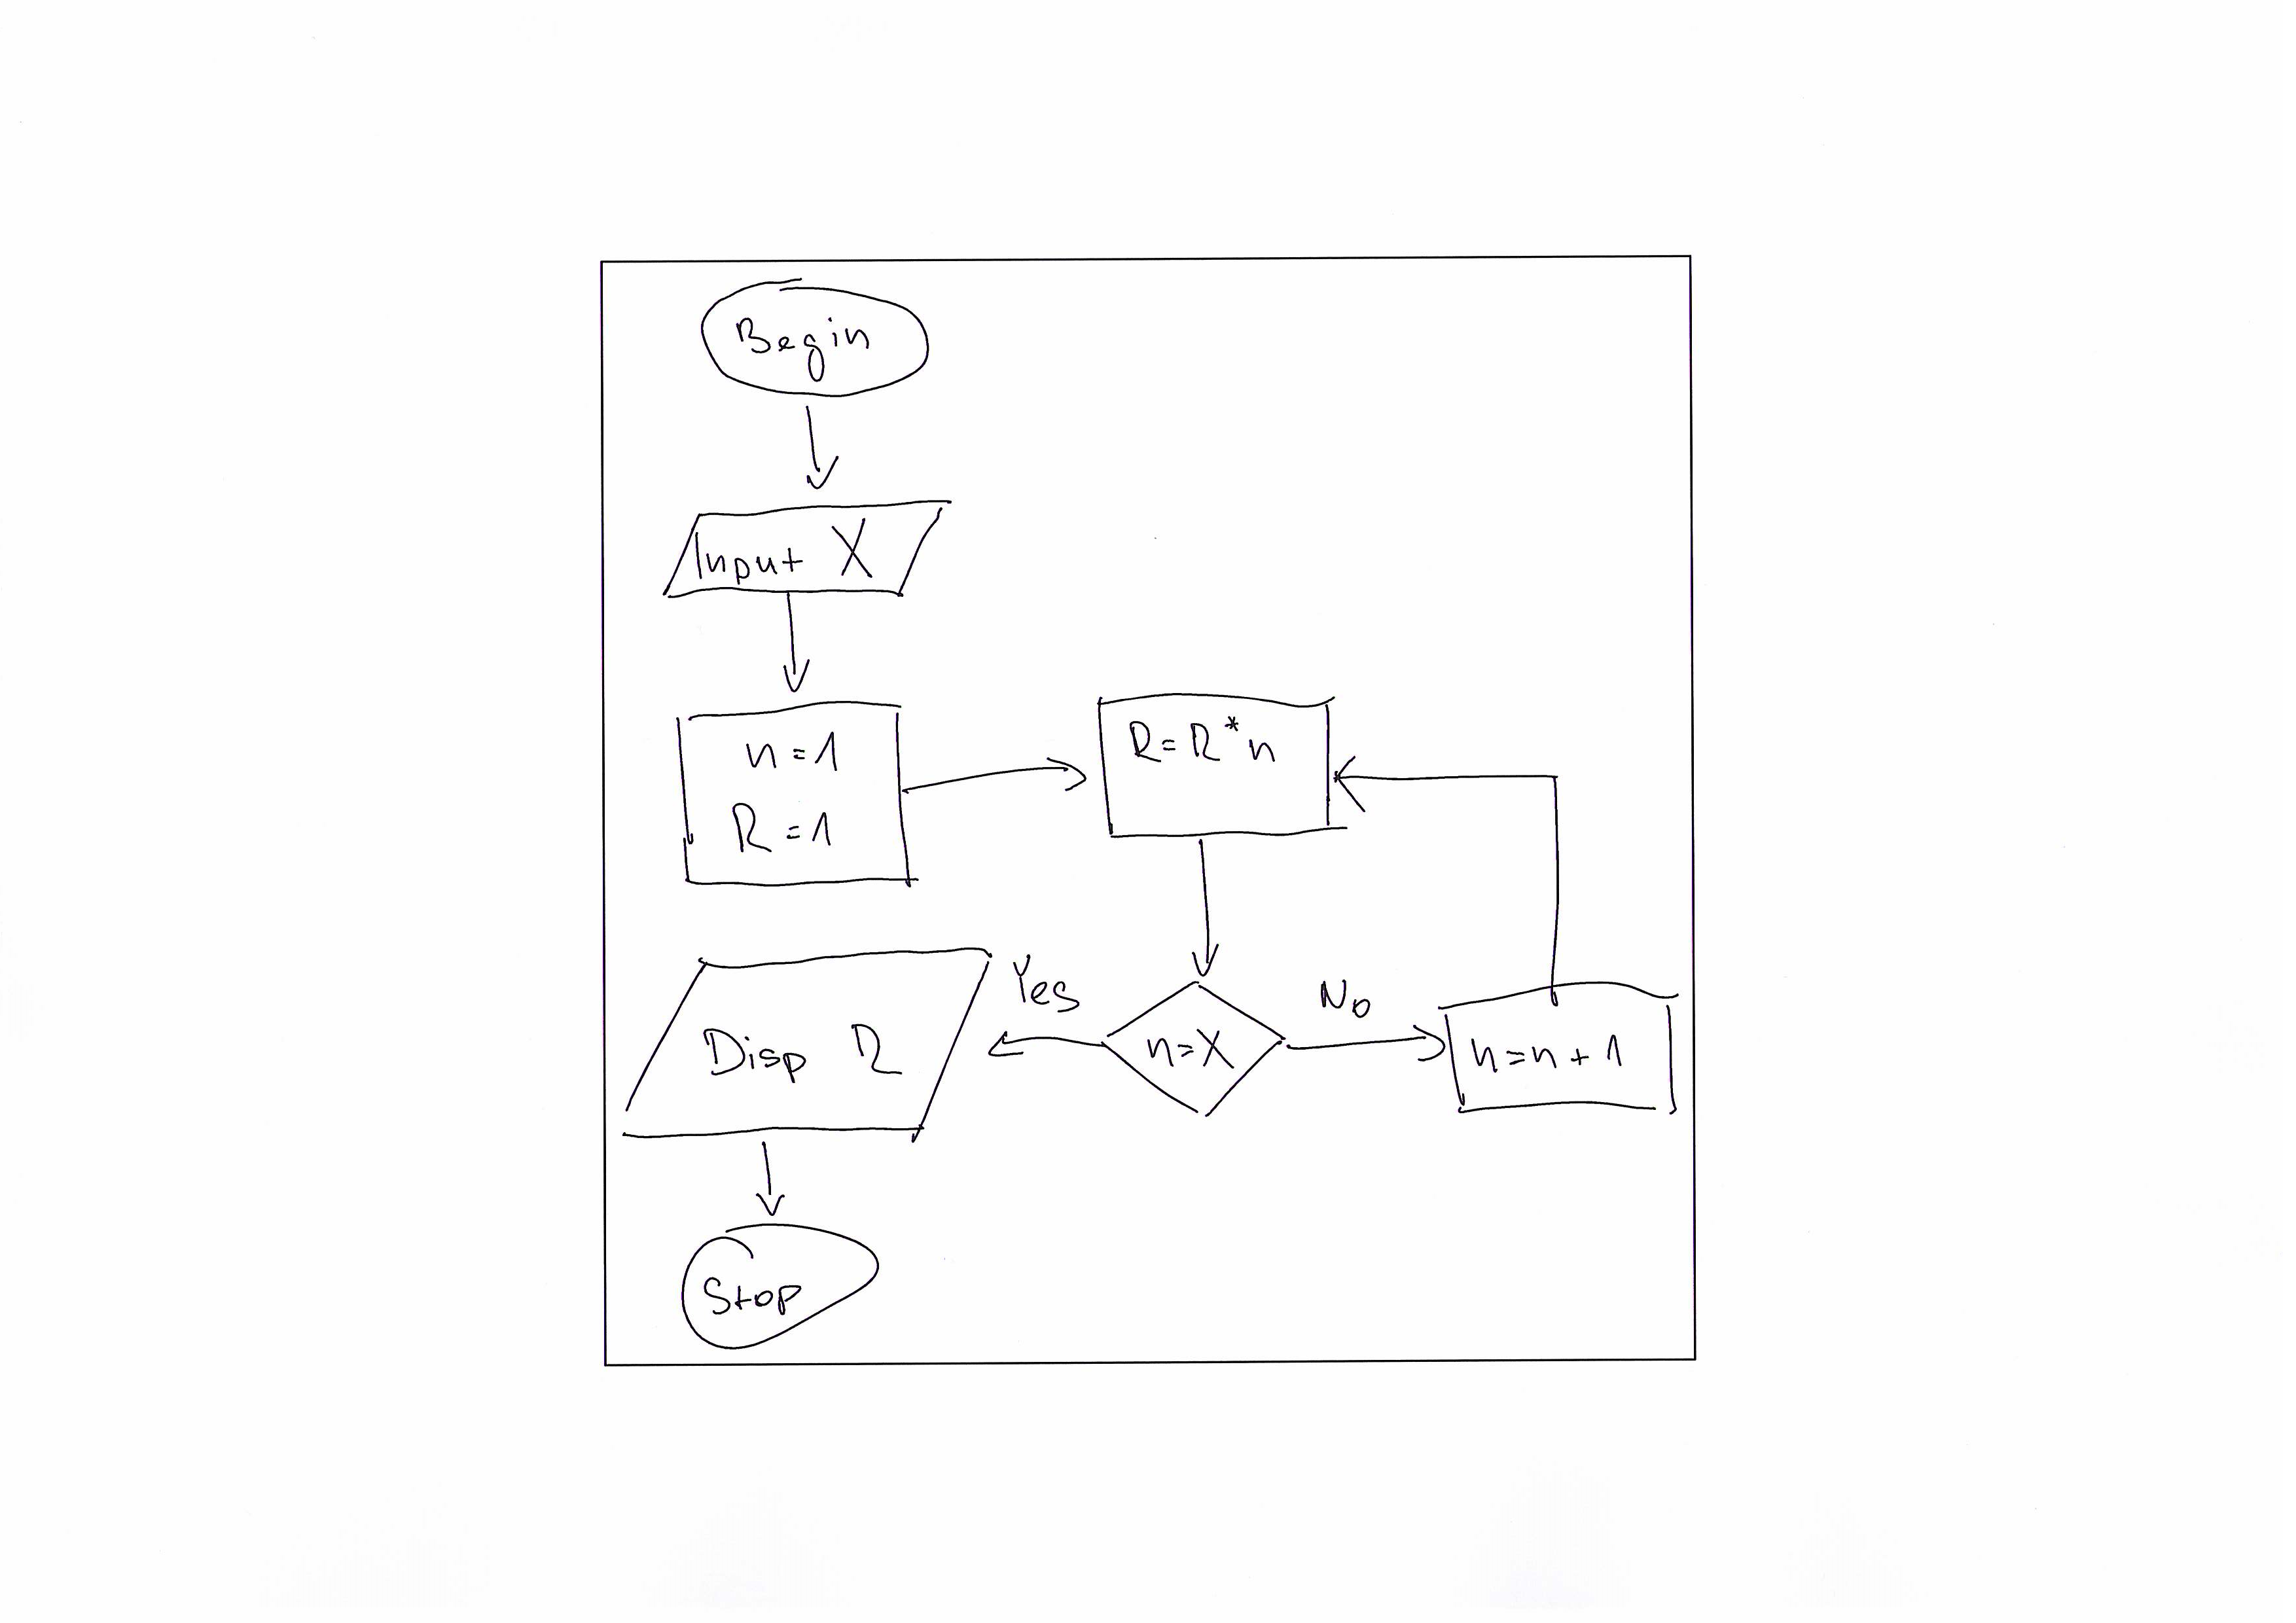 Begin
Input X
n=1
R=1
R=R*n
n=X
Yes
No
n=n+1
Disp R
Stop